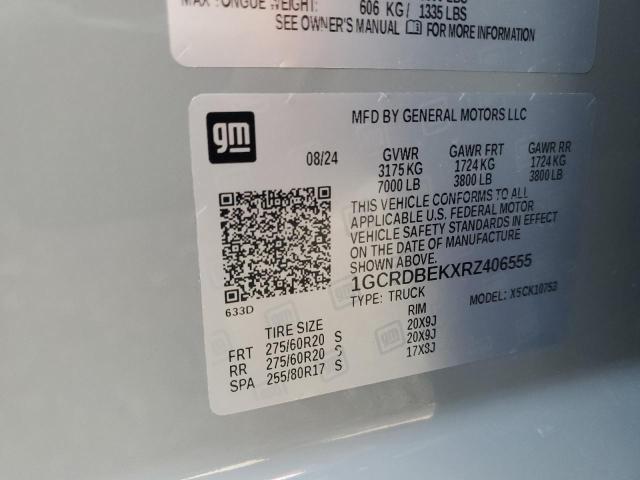 MAX TONGUE WEIGHT: 606 KG / 1335 LBS
SEE OWNER'S MANUAL FOR MORE INFORMATION
gm
MFD BY GENERAL MOTORS LLC
08/24 GVWR GAWR FRT GAWR RR
3175 KG 1724 KG 1724 KG
7000 LB 3800 LB 3800 LB
THIS VEHICLE CONFORMS TO ALL
APPLICABLE U.S. FEDERAL MOTOR
VEHICLE SAFETY STANDARDS IN EFFECT
ON THE DATE OF MANUFACTURE
SHOWN ABOVE.
1GCRDBEKXRZ406555
TYPE: TRUCK MODEL: X5CK10753
633D
TIRE SIZE RIM
FRT 275/60R20 S 20X9J
RR 275/60R20 S 20X9J
SPA 255/80R17 S 17X8J